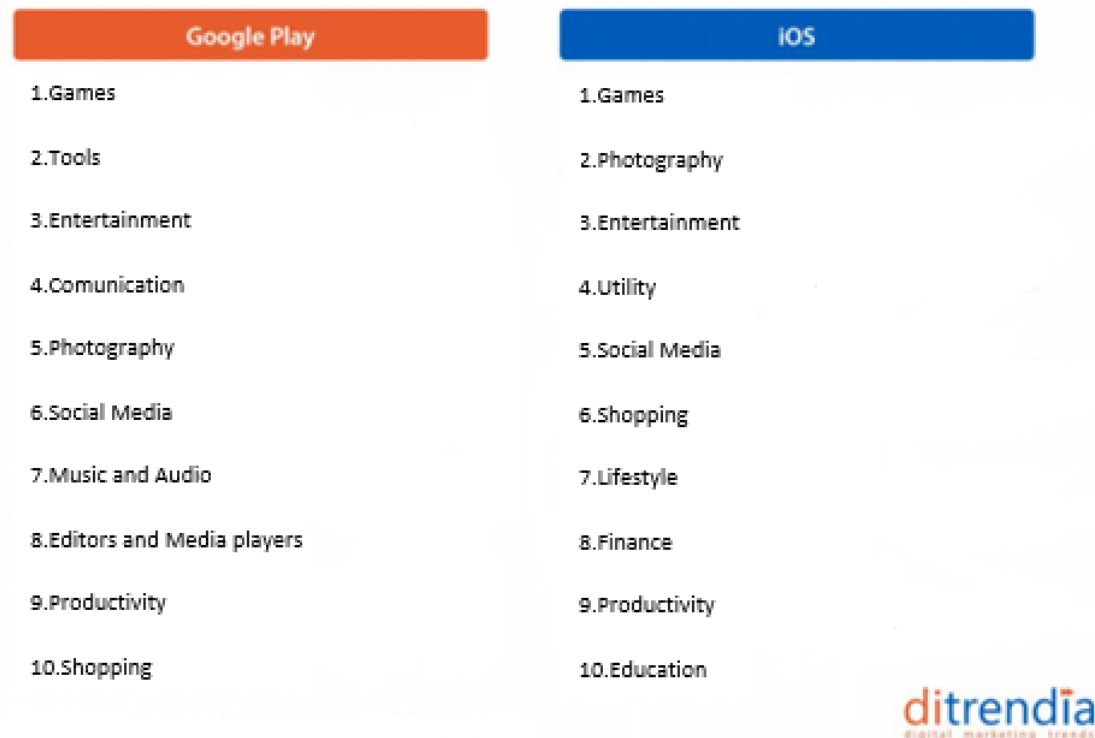 Google Play
1.Games
2.Tools
3.Entertainment
4.Comunication
5.Photography
6.Social Media
7.Music and Audio
8.Editors and Media players
9.Productivity
10.Shopping
iOS
1.Games
2.Photography
3.Entertainment
4.Utility
5.Social Media
6.Shopping
7.Lifestyle
8.Finance
9.Productivity
10.Education
ditrendia
digital marketing trends